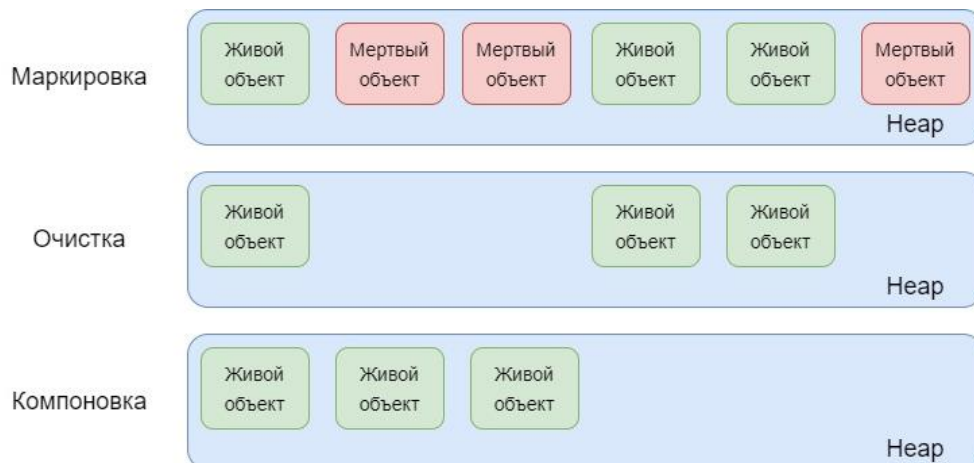 Маркировка
Живой
объект
Мертвый
объект
Мертвый
объект
Живой
объект
Живой
объект
Мертвый
объект
Heap
Очистка
Живой
объект
Живой
объект
Живой
объект
Heap
Компоновка
Живой
объект
Живой
объект
Живой
объект
Heap